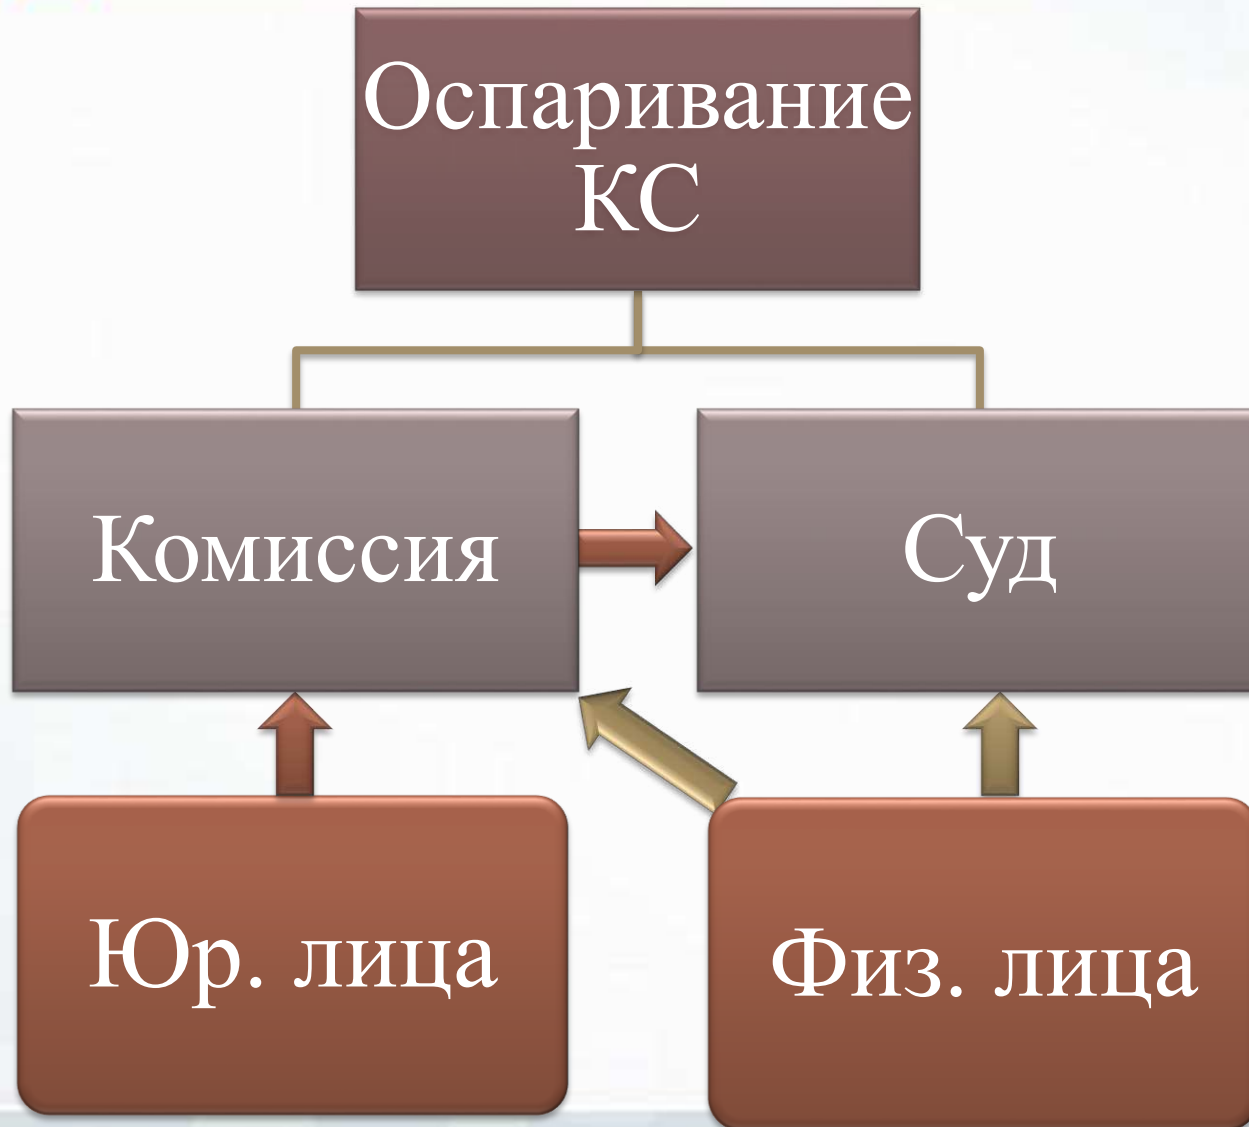 Оспаривание
КС
Комиссия
Суд
Юр. лица
Физ. лица